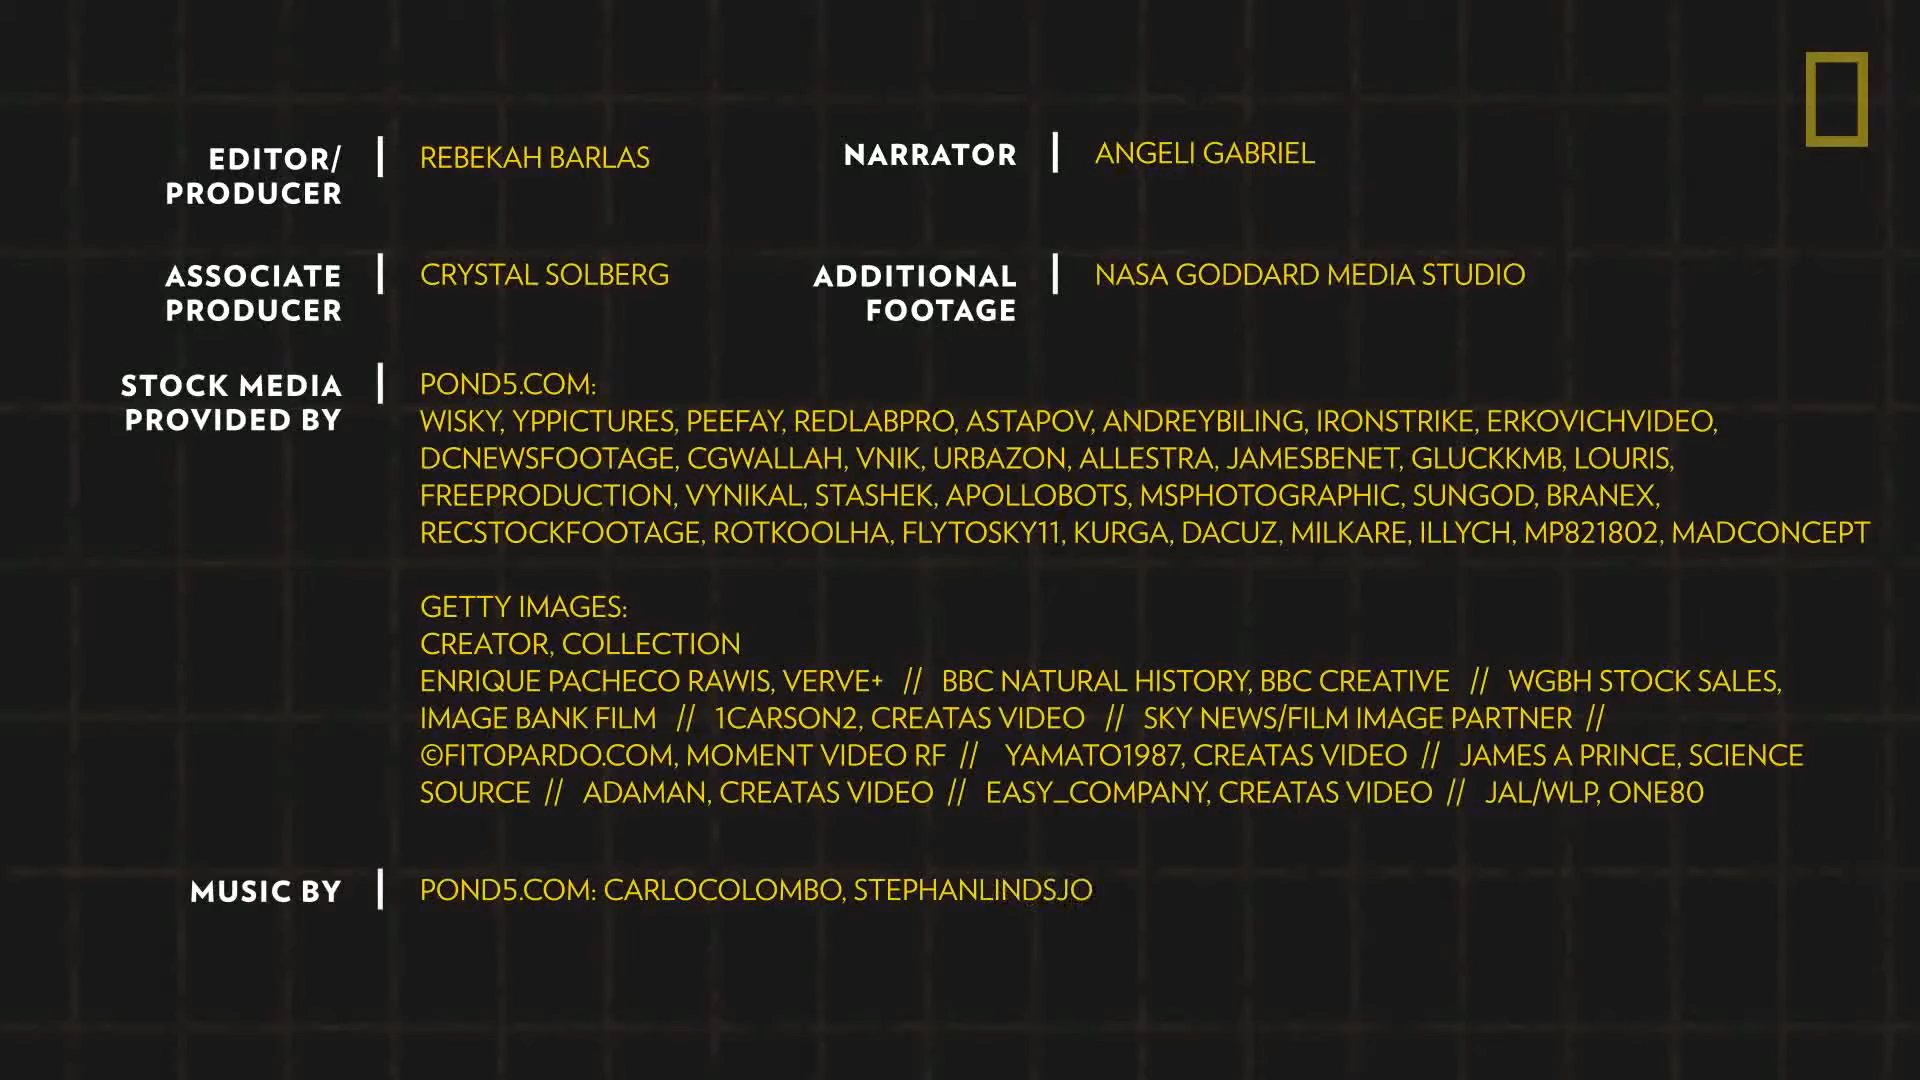 EDITOR/
PRODUCER
REBEKAH BARLAS
NARRATOR
ANGELI GABRIEL
ASSOCIATE
PRODUCER
CRYSTAL SOLBERG
ADDITIONAL
FOOTAGE
NASA GODDARD MEDIA STUDIO
STOCK MEDIA
PROVIDED BY
POND5.COM:
WISKY, YPPICTURES, PEEFAY, REDLABPRO, ASTAPOV, ANDREYBILING, IRONSTRIKE, ERKOVICHVIDEO,
DCNEWSFOOTAGE, CGWALLAH, VNIK, URBAZON, ALLESTRA, JAMESBENET, GLUCKKMB, LOURIS,
FREEPRODUCTION, VYNIKAL, STASHEK, APOLLOBOTS, MSPHOTOGRAPHIC, SUNGOD, BRANEX,
RECSTOCKFOOTAGE, ROTKOOLHA, FLYTOSKY11, KURGA, DACUZ, MILKARE, ILLYCH, MP821802, MADCONCEPT
GETTY IMAGES:
CREATOR, COLLECTION
ENRIQUE PACHECO RAWIS, VERVE+ // BBC NATURAL HISTORY, BBC CREATIVE // WGBH STOCK SALES,
IMAGE BANK FILM // 1CARSON2, CREATAS VIDEO // SKY NEWS/FILM IMAGE PARTNER //
©FITOPARDO.COM, MOMENT VIDEO RF // YAMATO1987, CREATAS VIDEO // JAMES A PRINCE, SCIENCE
SOURCE // ADAMAN, CREATAS VIDEO // EASY_COMPANY, CREATAS VIDEO // JAL/WLP, ONE80
MUSIC BY
POND5.COM: CARLOCOLOMBO, STEPHANLINDSJO